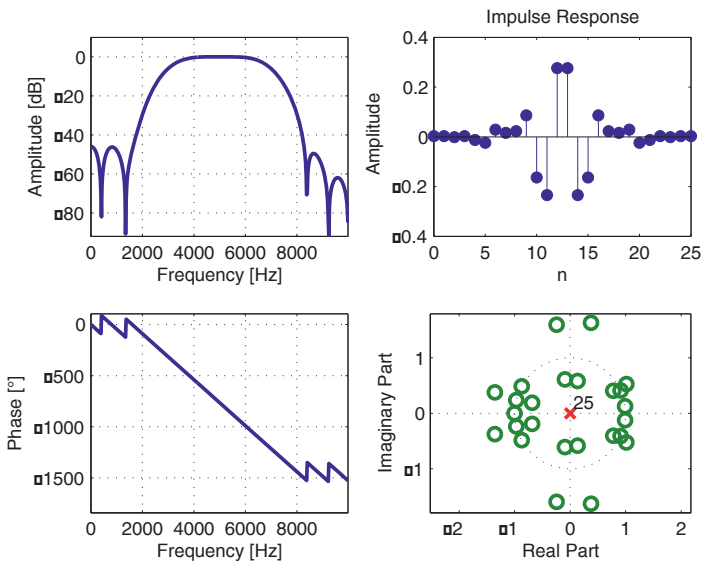 Impulse Response
Amplitude [dB]
0
▯20
▯40
▯60
▯80
0 2000 4000 6000 8000
Frequency [Hz]
Amplitude
0.4
0.2
0
▯0.2
▯0.4
0 5 10 15 20 25
n
Phase [°]
0
▯500
▯1000
▯1500
0 2000 4000 6000 8000
Frequency [Hz]
Imaginary Part
1
0
▯1
25
▯2 ▯1 0 1 2
Real Part